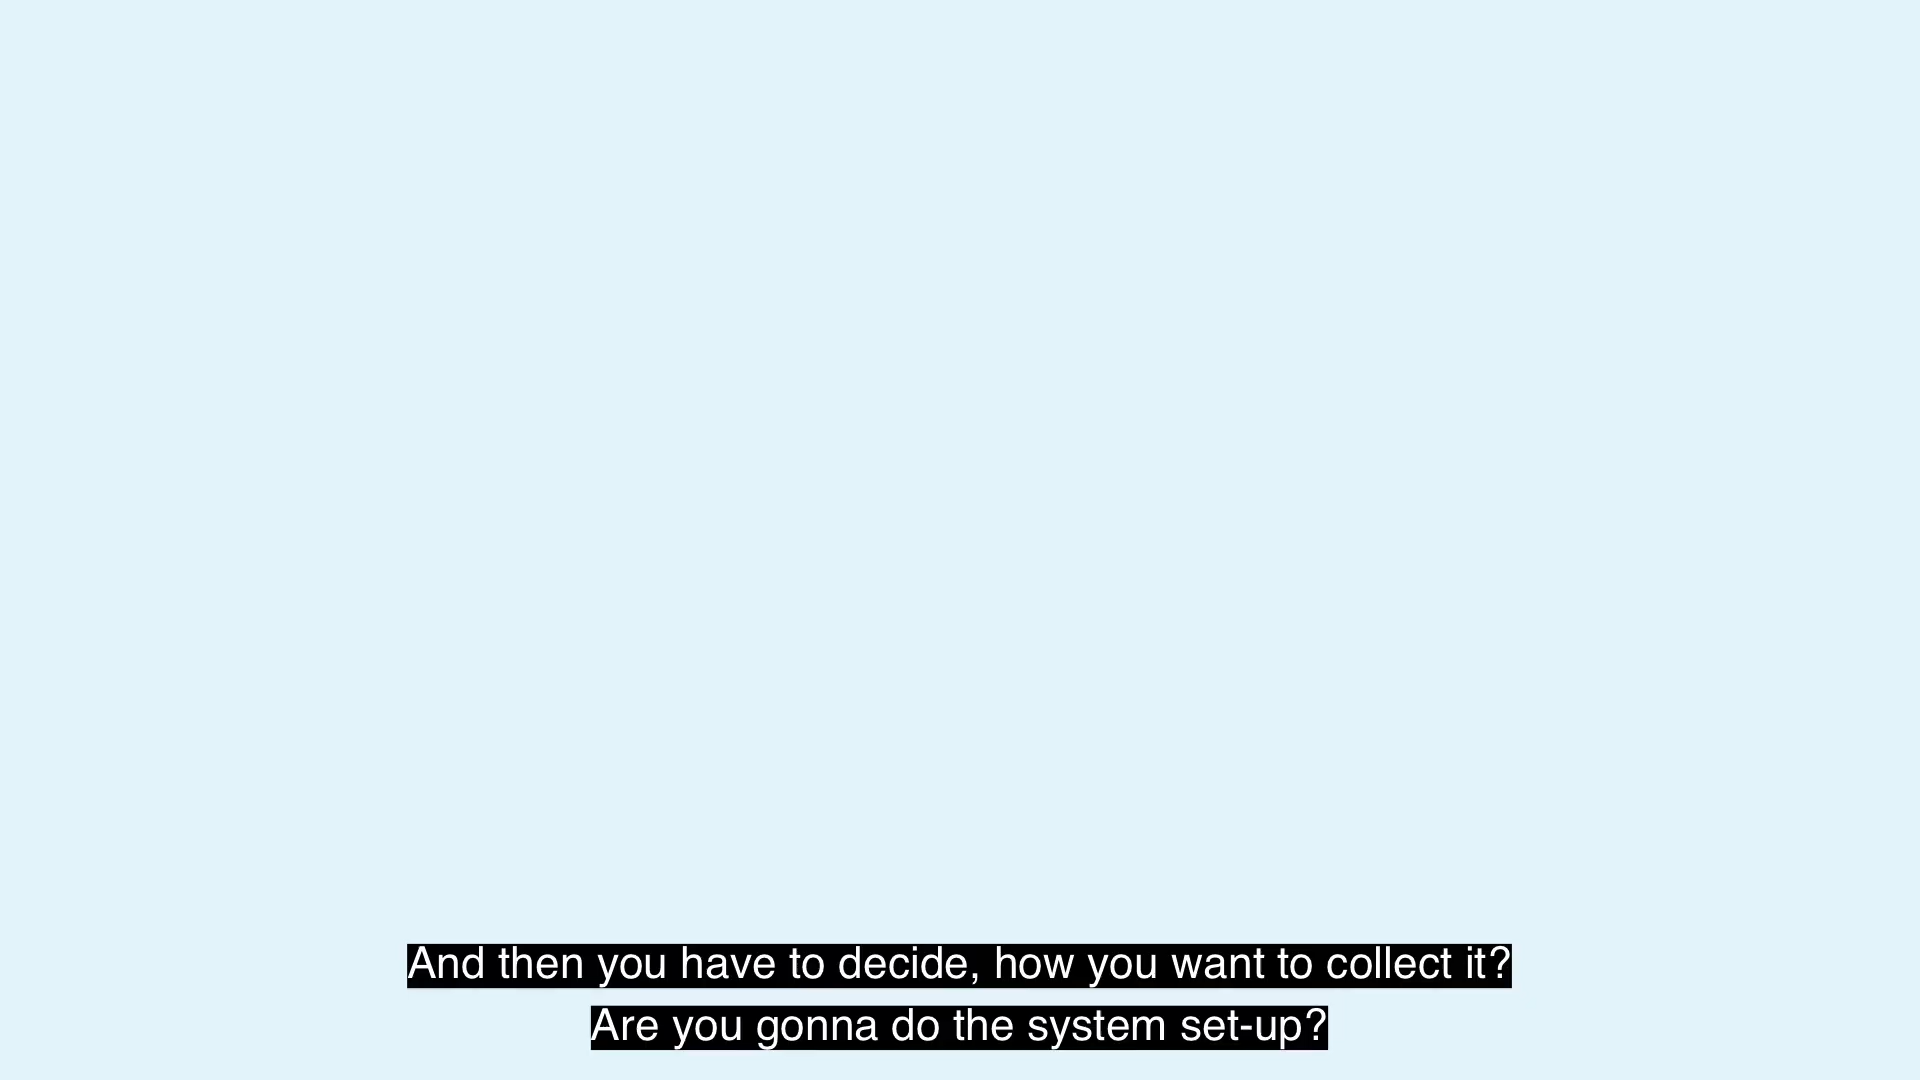 And then you have to decide, how you want to collect it?
Are you gonna do the system set-up?